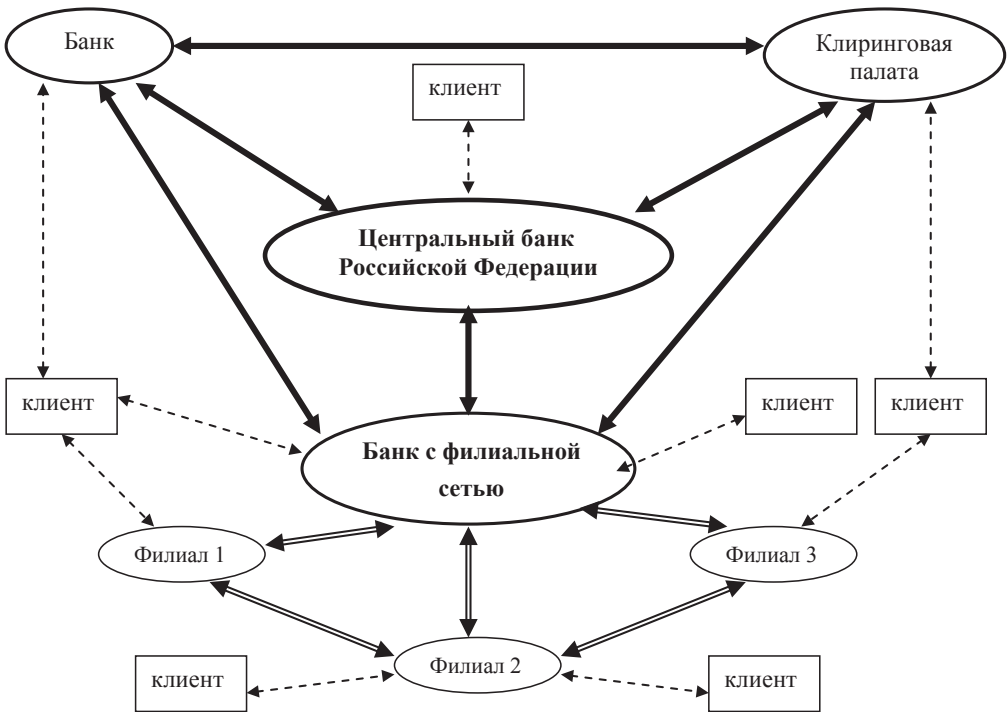 Банк
Клиринговая
палата
клиент
Центральный банк
Российской Федерации
клиент
клиент
клиент
Банк с филиальной
сетью
Филиал 1
Филиал 3
Филиал 2
клиент
клиент